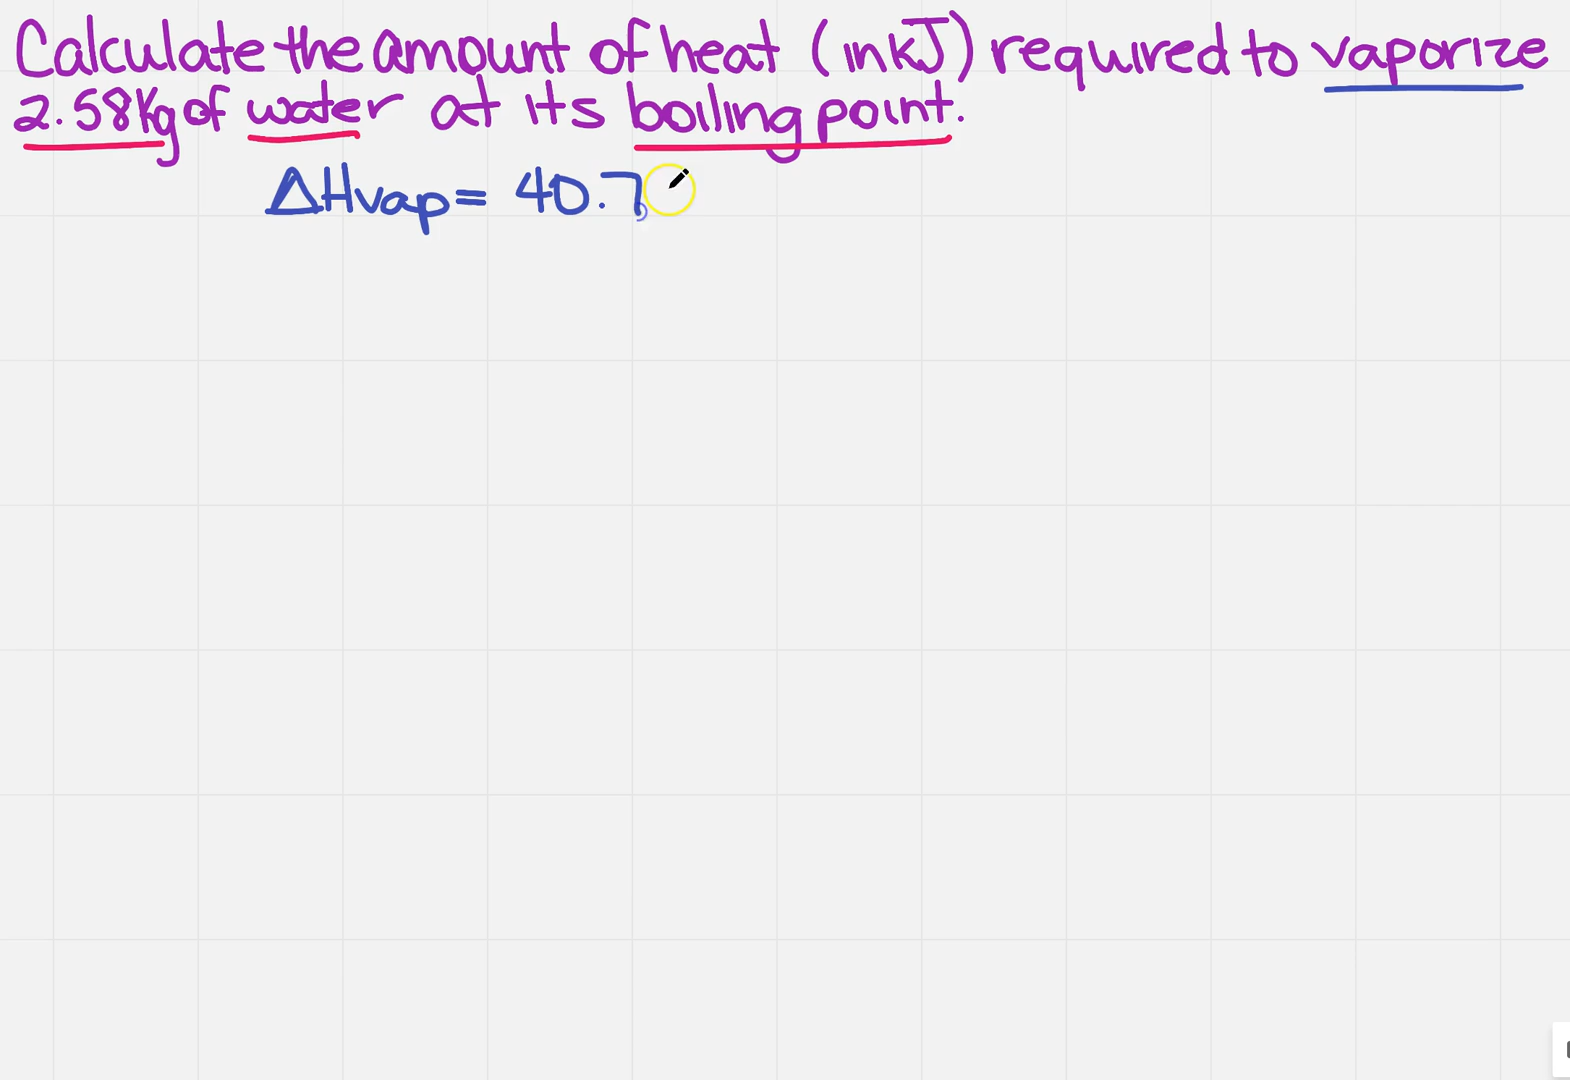 Calculate the amount of heat (in kJ) required to vaporize
2.58 kg of water at its boiling point.
ΔHvap = 40.7